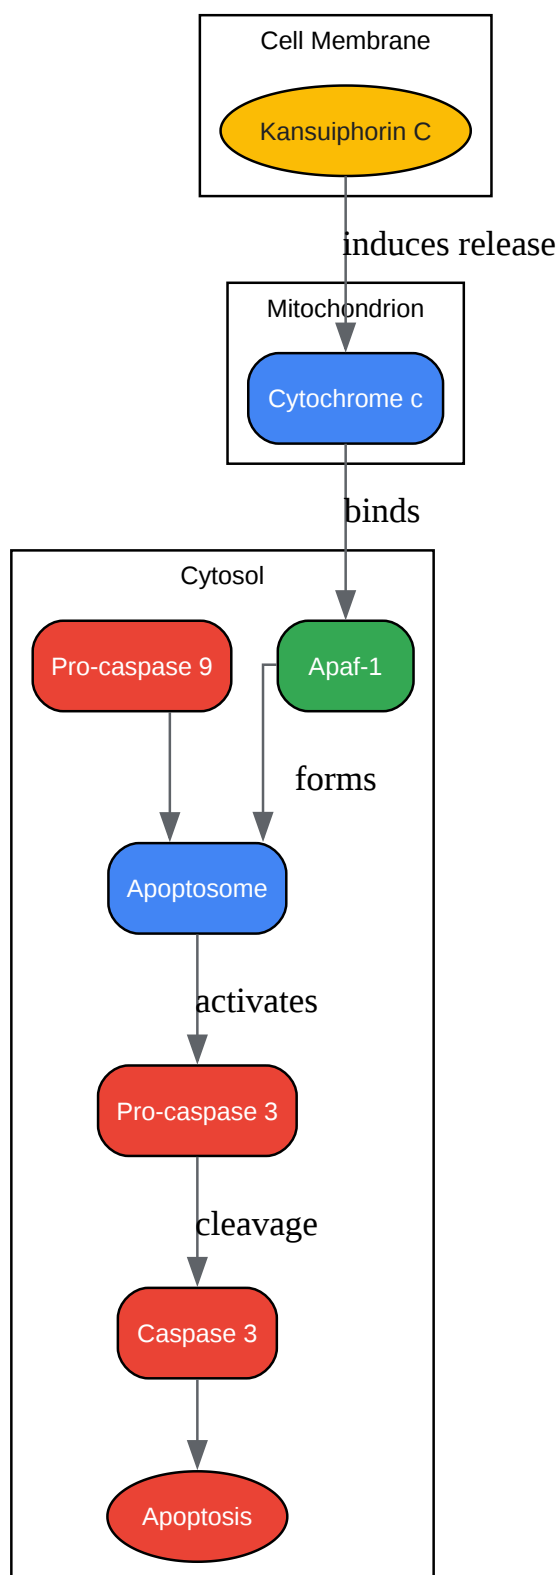 Cell Membrane
Kansuiphorin C
induces release
Mitochondrion
Cytochrome c
binds
Cytosol
Pro-caspase 9
Apaf-1
forms
Apoptosome
activates
Pro-caspase 3
cleavage
Caspase 3
Apoptosis